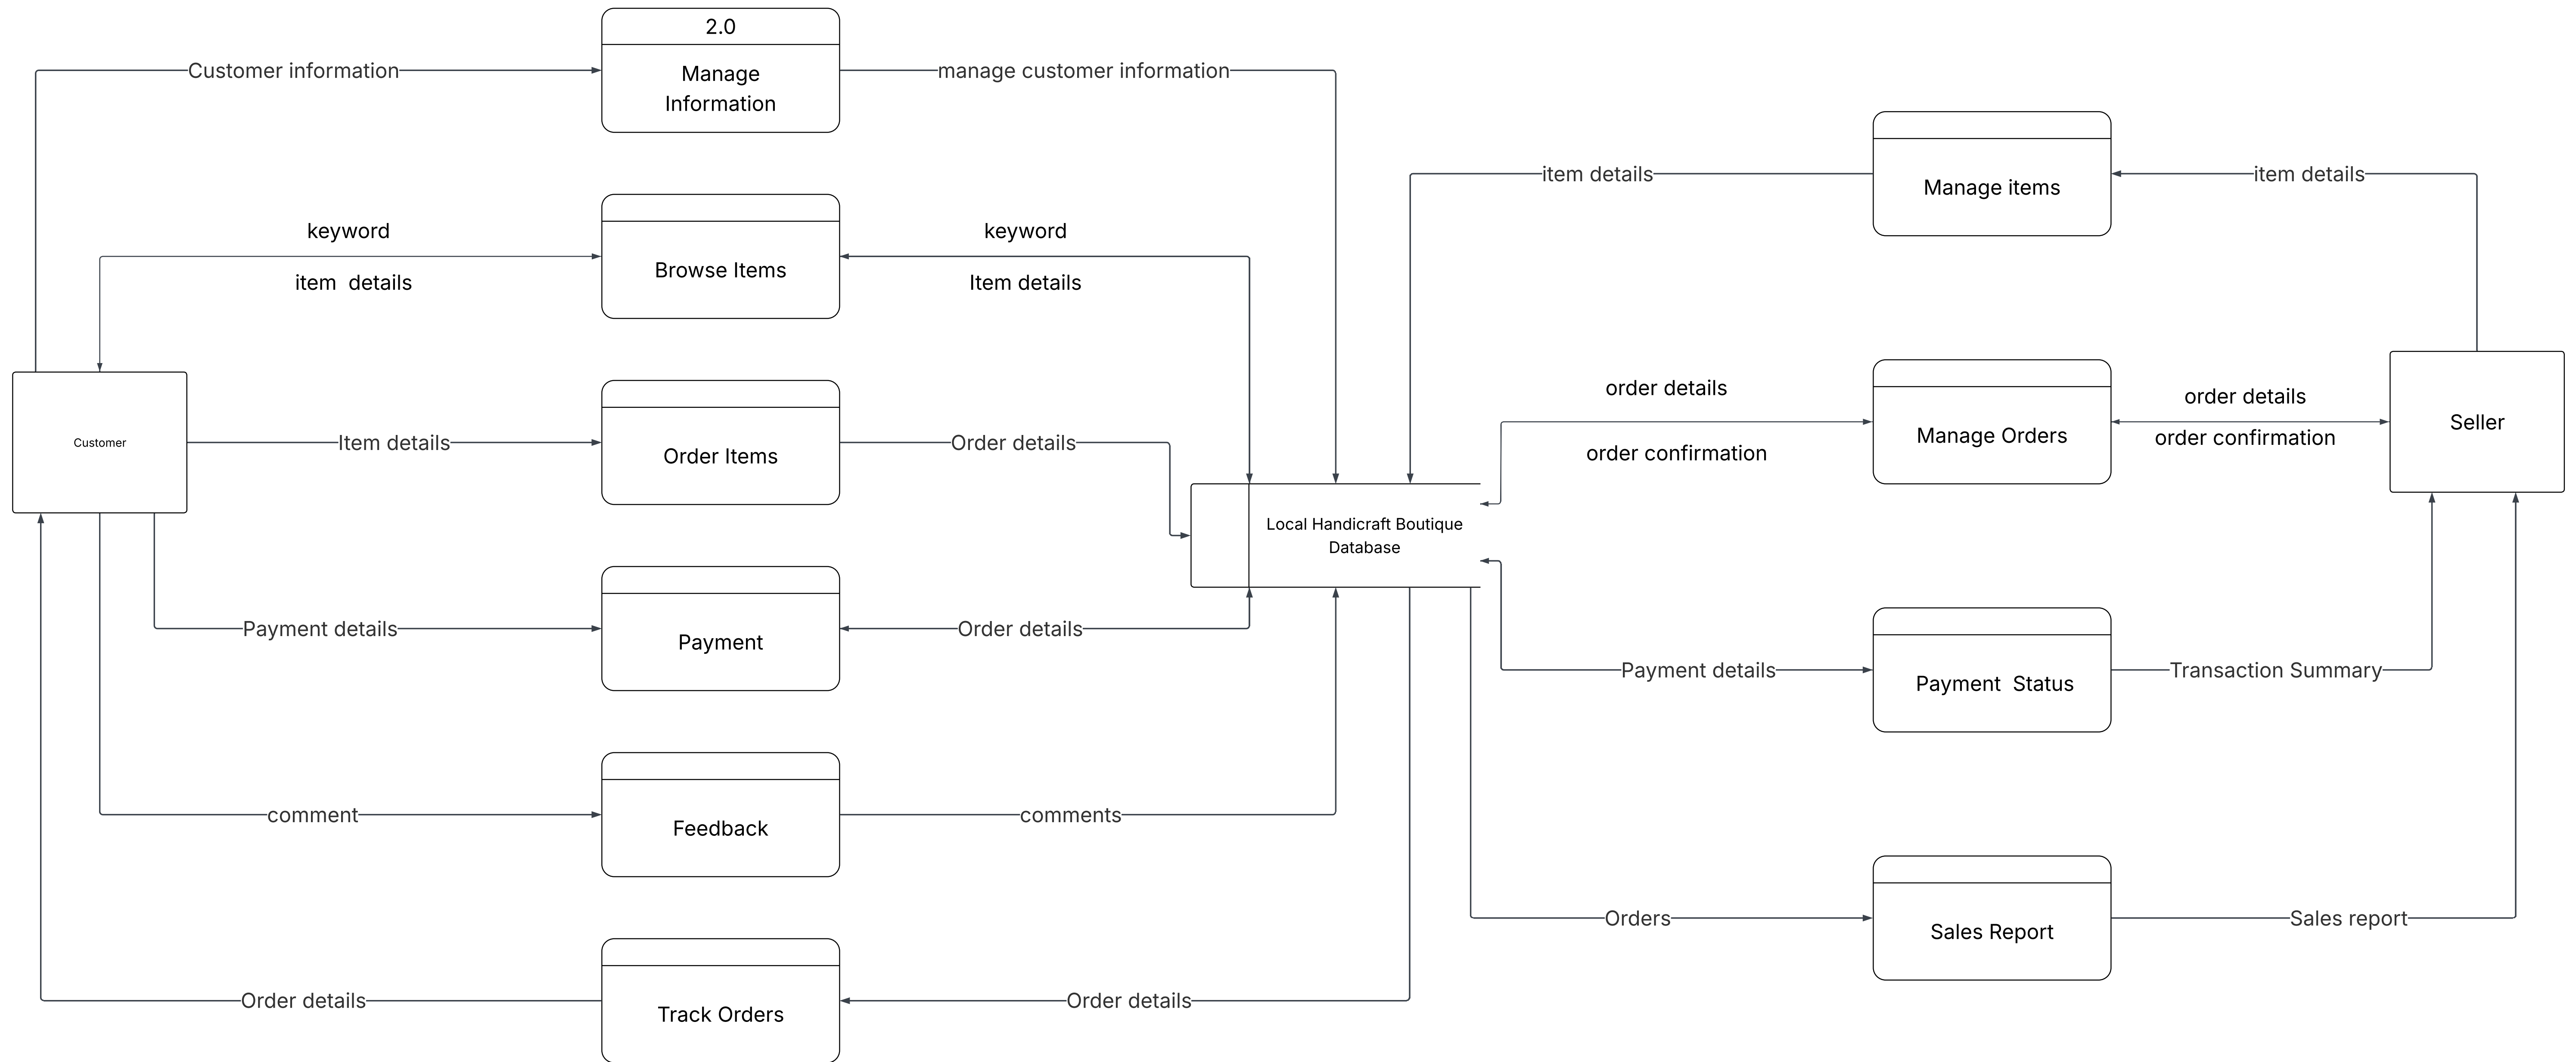 2.0
Manage
Information
Customer information
manage customer information
item details
Manage items
item details
keyword
item  details
Browse Items
keyword
Item details
order details
order confirmation
Manage Orders
order details
order confirmation
Seller
Customer
Item details
Order Items
Order details
Local Handicraft Boutique
Database
Payment details
Payment
Order details
Payment details
Payment  Status
Transaction Summary
comment
Feedback
comments
Orders
Sales Report
Sales report
Order details
Track Orders
Order details